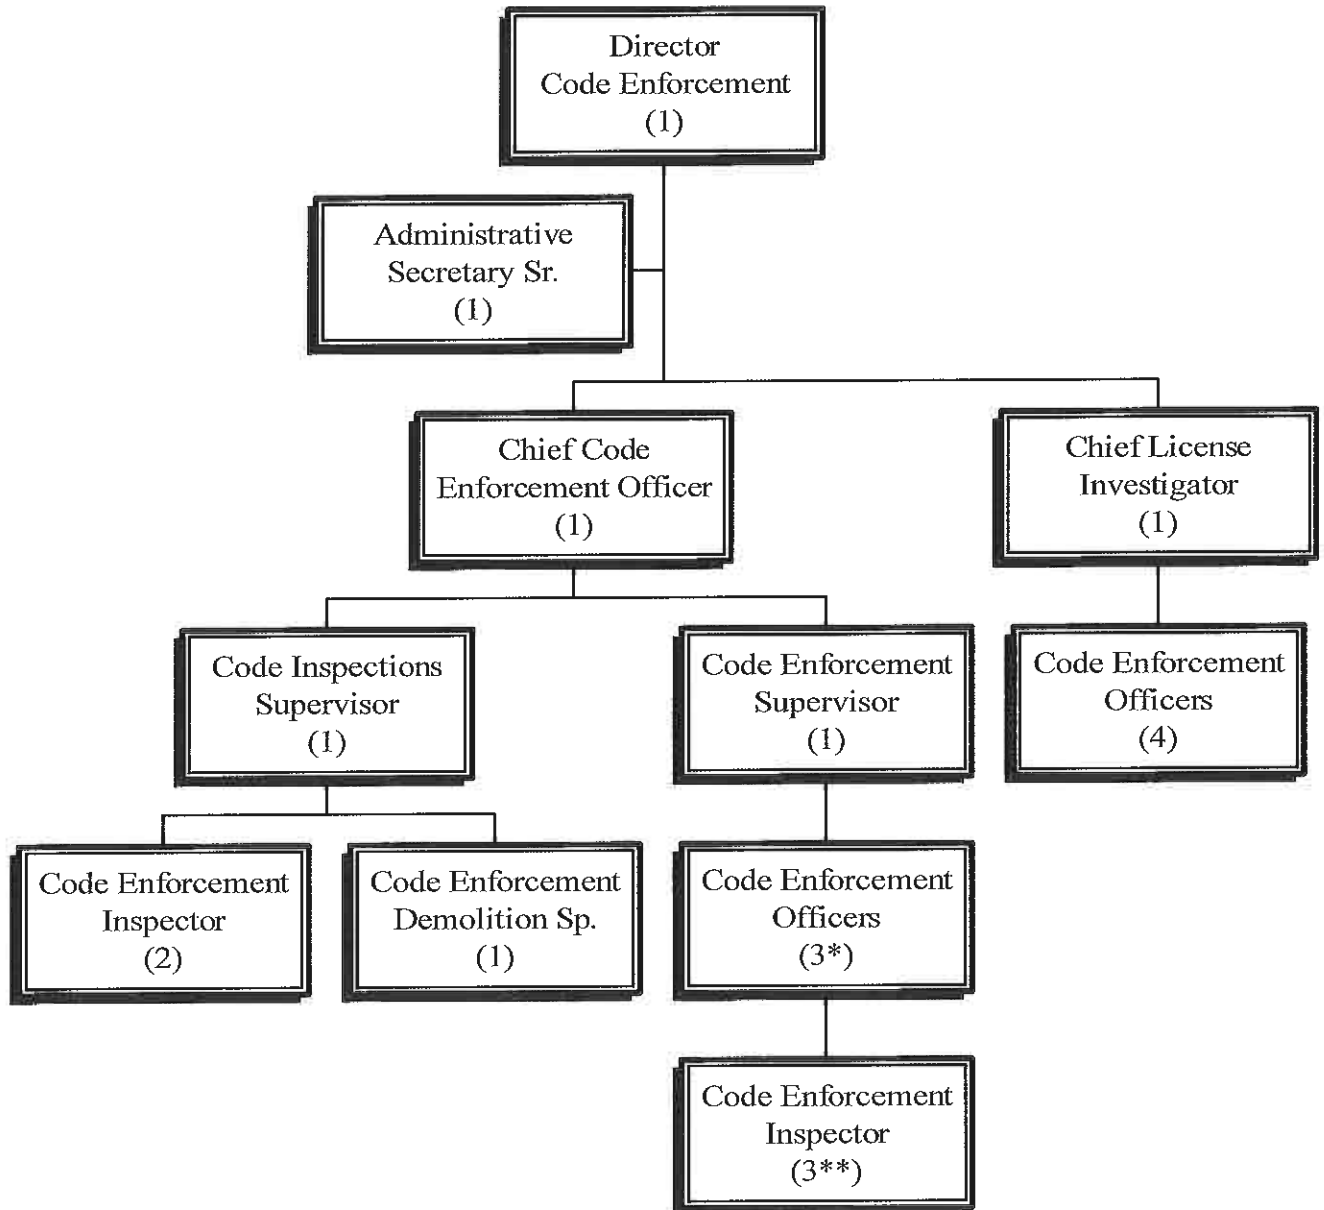 Director
Code Enforcement
(1)
Administrative
Secretary Sr.
(1)
Chief Code
Enforcement Officer
(1)
Chief License
Investigator
(1)
Code Inspections
Supervisor
(1)
Code Enforcement
Supervisor
(1)
Code Enforcement
Officers
(4)
Code Enforcement
Inspector
(2)
Code Enforcement
Demolition Sp.
(1)
Code Enforcement
Officers
(3*)
Code Enforcement
Inspector
(3**)